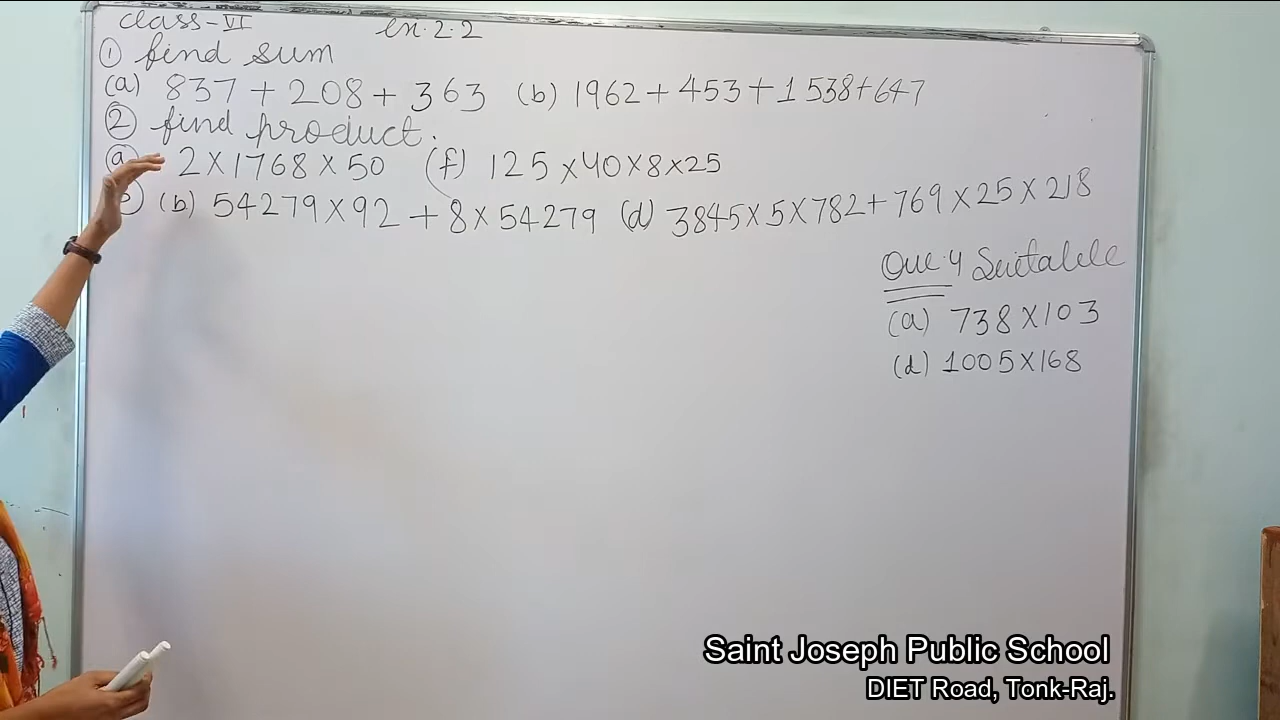 class-VI ex.2.2
① find sum
(a) 837 + 208 + 363 (b) 1962 + 453 + 1538 + 647
② find product.
(a) 2 × 1768 × 50 (f) 125 × 40 × 8 × 25
(b) 54279 × 92 + 8 × 54279 (d) 3845 × 5 × 782 + 769 × 25 × 218
Que.4 Suitable
(a) 738 × 103
(d) 1005 × 168
Saint Joseph Public School
DIET Road, Tonk-Raj.